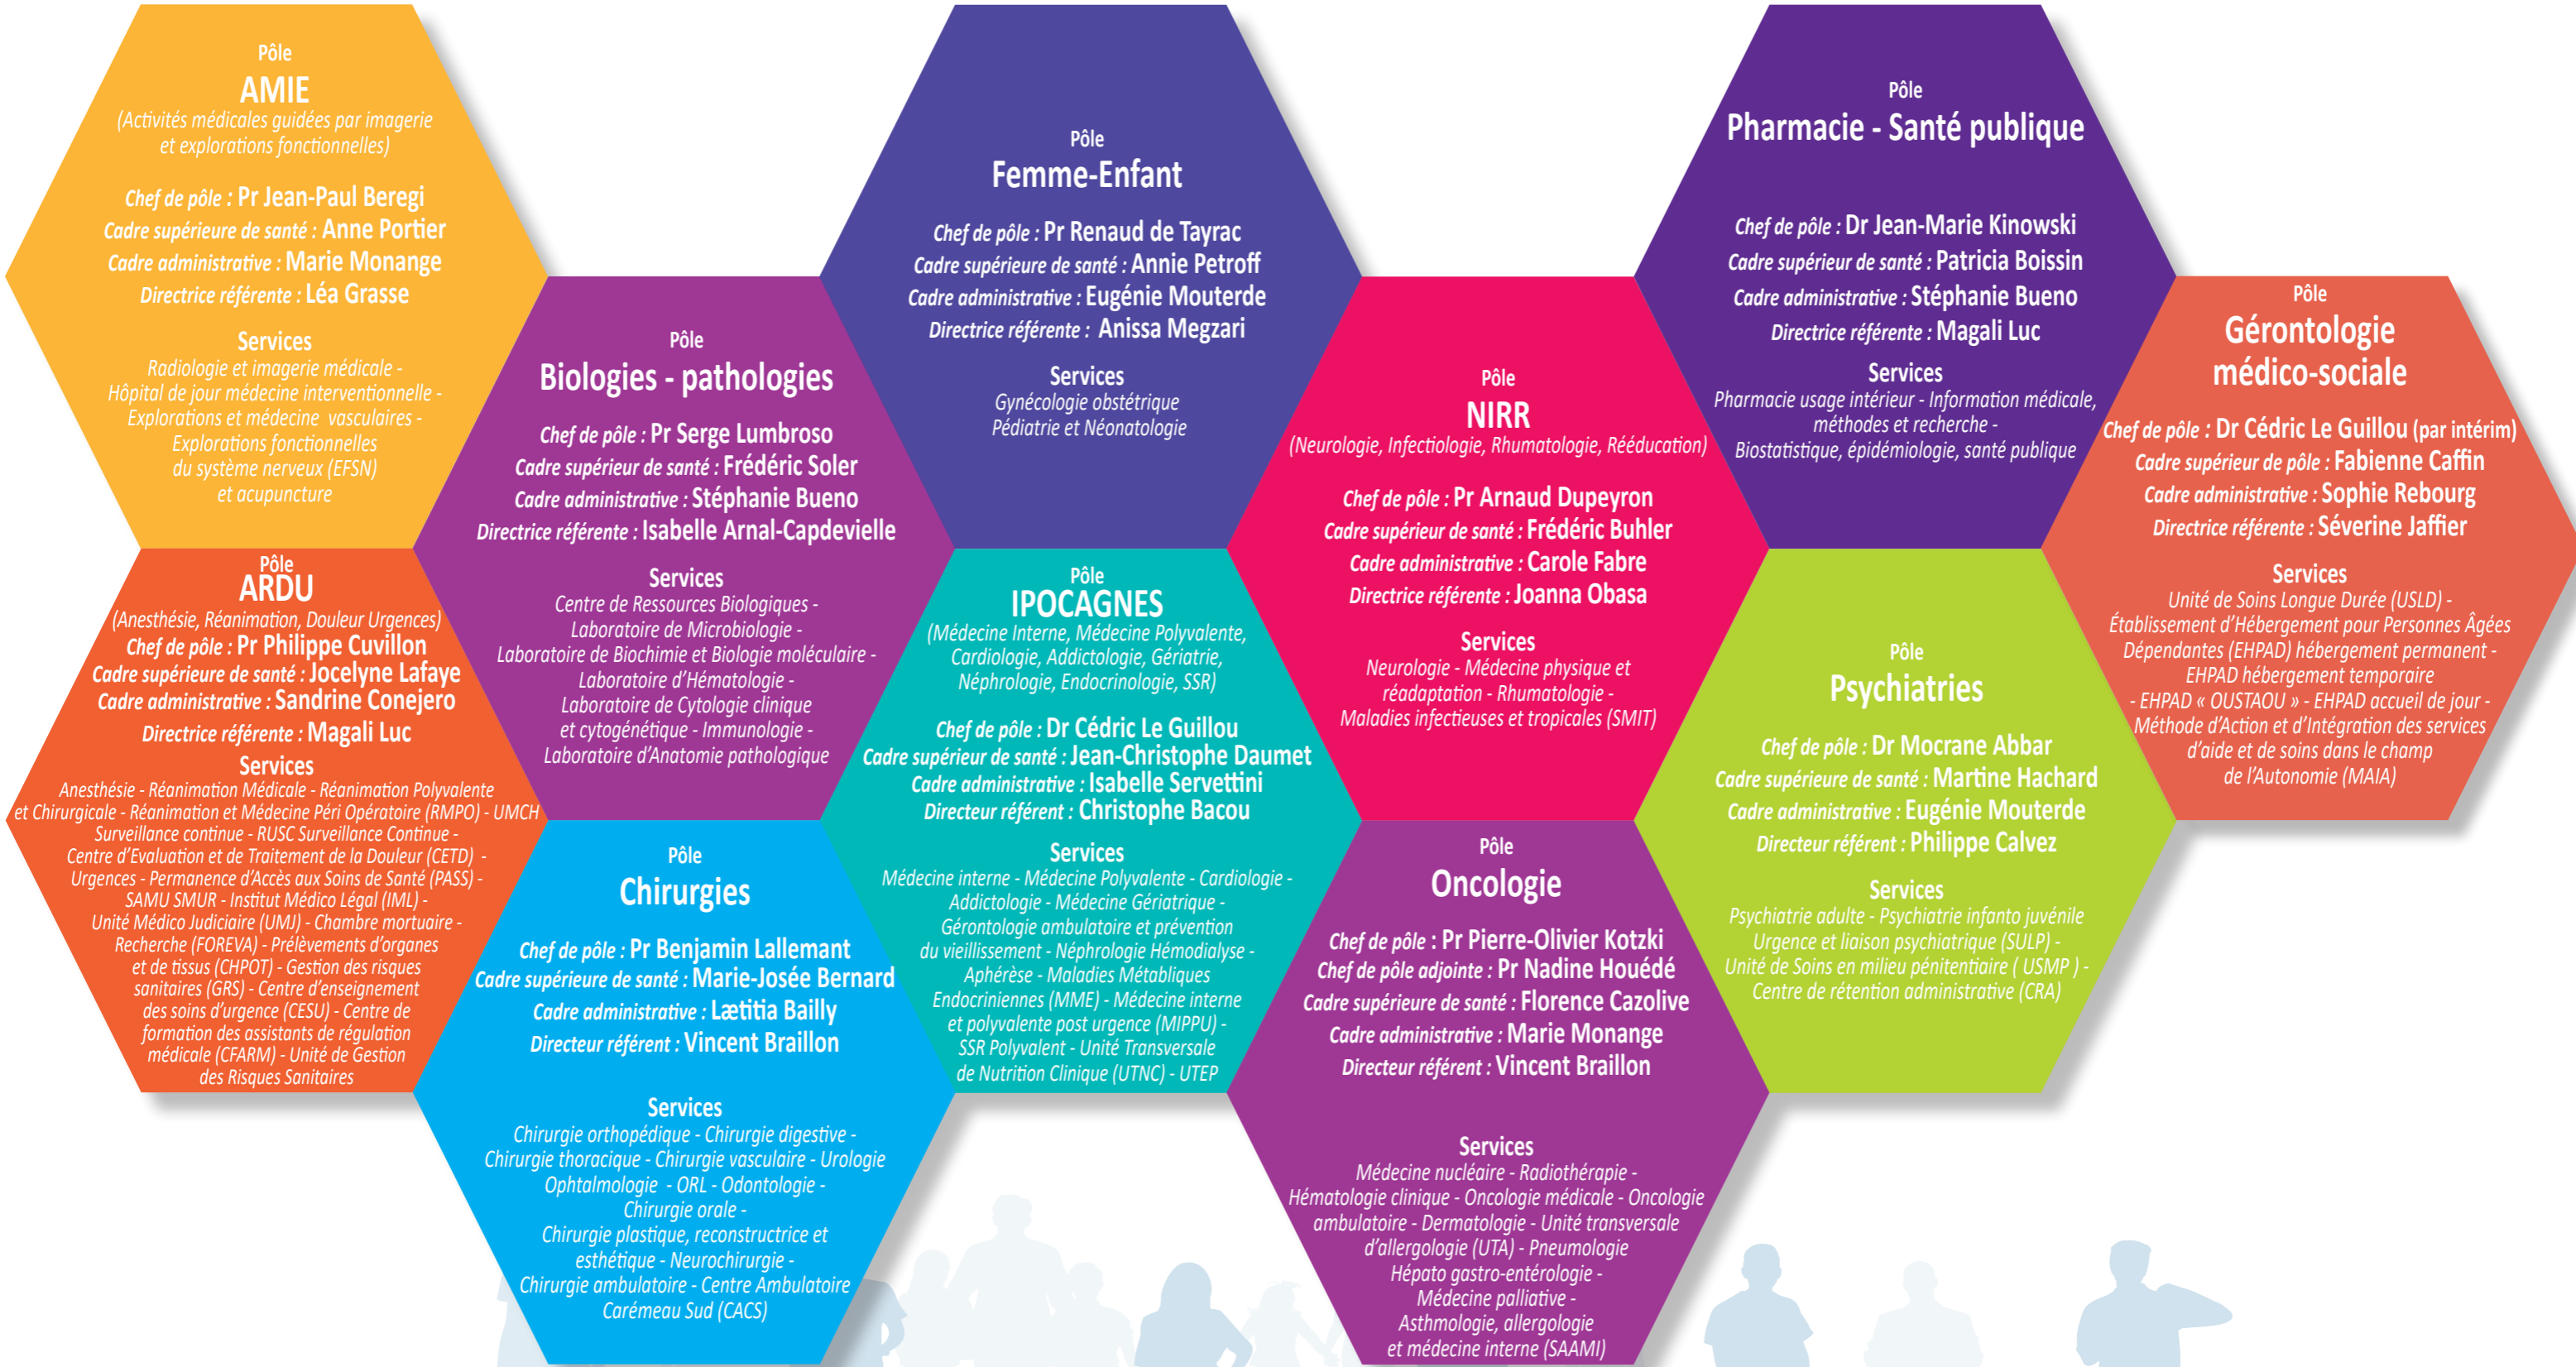 Pôle
AMIE
(Activités médicales guidées par imagerie
et explorations fonctionnelles)
Chef de pôle : Pr Jean-Paul Beregi
Cadre supérieure de santé : Anne Portier
Cadre administrative : Marie Monange
Directrice référente : Léa Grasse
Services
Radiologie et imagerie médicale -
Hôpital de jour médecine interventionnelle -
Explorations et médecine vasculaires -
Explorations fonctionnelles
du système nerveux (EFSN)
et acupuncture
Pôle
ARDU
(Anesthésie, Réanimation, Douleur Urgences)
Chef de pôle : Pr Philippe Cuvillon
Cadre supérieure de santé : Jocelyne Lafaye
Cadre administrative : Sandrine Conejero
Directrice référente : Magali Luc
Services
Anesthésie - Réanimation Médicale - Réanimation Polyvalente
et Chirurgicale - Réanimation et Médecine Péri Opératoire (RMPO) - UMCH
Surveillance continue - RUSC Surveillance Continue -
Centre d'Evaluation et de Traitement de la Douleur (CETD) -
Urgences - Permanence d'Accès aux Soins de Santé (PASS) -
SAMU SMUR - Institut Médico Légal (IML) -
Unité Médico Judiciaire (UMJ) - Chambre mortuaire -
Recherche (FOREVA) - Prélèvements d'organes
et de tissus (CHPOT) - Gestion des risques
sanitaires (GRS) - Centre d'enseignement
des soins d'urgence (CESU) - Centre de
formation des assistants de régulation
médicale (CFARM) - Unité de Gestion
des Risques Sanitaires
Pôle
Biologies - pathologies
Chef de pôle : Pr Serge Lumbroso
Cadre supérieur de santé : Frédéric Soler
Cadre administrative : Stéphanie Bueno
Directrice référente : Isabelle Arnal-Capdevielle
Services
Centre de Ressources Biologiques -
Laboratoire de Microbiologie -
Laboratoire de Biochimie et Biologie moléculaire -
Laboratoire d'Hématologie -
Laboratoire de Cytologie clinique
et cytogénétique - Immunologie -
Laboratoire d'Anatomie pathologique
Pôle
Chirurgies
Chef de pôle : Pr Benjamin Lallemant
Cadre supérieure de santé : Marie-Josée Bernard
Cadre administrative : Lætitia Bailly
Directeur référent : Vincent Braillon
Services
Chirurgie orthopédique - Chirurgie digestive -
Chirurgie thoracique - Chirurgie vasculaire - Urologie
Ophtalmologie - ORL - Odontologie -
Chirurgie orale -
Chirurgie plastique, reconstructrice et
esthétique - Neurochirurgie -
Chirurgie ambulatoire - Centre Ambulatoire
Carémeau Sud (CACS)
Pôle
Femme-Enfant
Chef de pôle : Pr Renaud de Tayrac
Cadre supérieure de santé : Annie Petroff
Cadre administrative : Eugénie Mouterde
Directrice référente : Anissa Megzari
Services
Gynécologie obstétrique
Pédiatrie et Néonatologie
Pôle
IPOCAGNES
(Médecine Interne, Médecine Polyvalente,
Cardiologie, Addictologie, Gériatrie,
Néphrologie, Endocrinologie, SSR)
Chef de pôle : Dr Cédric Le Guillou
Cadre supérieur de santé : Jean-Christophe Daumet
Cadre administrative : Isabelle Servettini
Directeur référent : Christophe Bacou
Services
Médecine interne - Médecine Polyvalente - Cardiologie -
Addictologie - Médecine Gériatrique -
Gérontologie ambulatoire et prévention
du vieillissement - Néphrologie Hémodialyse -
Aphérèse - Maladies Métabliques
Endocriniennes (MME) - Médecine interne
et polyvalente post urgence (MIPPU) -
SSR Polyvalent - Unité Transversale
de Nutrition Clinique (UTNC) - UTEP
Pôle
NIRR
(Neurologie, Infectiologie, Rhumatologie, Rééducation)
Chef de pôle : Pr Arnaud Dupeyron
Cadre supérieur de santé : Frédéric Buhler
Cadre administrative : Carole Fabre
Directrice référente : Joanna Obasa
Services
Neurologie - Médecine physique et
réadaptation - Rhumatologie -
Maladies infectieuses et tropicales (SMIT)
Pôle
Oncologie
Chef de pôle : Pr Pierre-Olivier Kotzki
Chef de pôle adjointe : Pr Nadine Houédé
Cadre supérieure de santé : Florence Cazolive
Cadre administrative : Marie Monange
Directeur référent : Vincent Braillon
Services
Médecine nucléaire - Radiothérapie -
Hématologie clinique - Oncologie médicale - Oncologie
ambulatoire - Dermatologie - Unité transversale
d'allergologie (UTA) - Pneumologie
Hépato gastro-entérologie -
Médecine palliative -
Asthmologie, allergologie
et médecine interne (SAAMI)
Pôle
Pharmacie - Santé publique
Chef de pôle : Dr Jean-Marie Kinowski
Cadre supérieur de santé : Patricia Boissin
Cadre administrative : Stéphanie Bueno
Directrice référente : Magali Luc
Services
Pharmacie usage intérieur - Information médicale,
méthodes et recherche -
Biostatistique, épidémiologie, santé publique
Pôle
Psychiatries
Chef de pôle : Dr Mocrane Abbar
Cadre supérieure de santé : Martine Hachard
Cadre administrative : Eugénie Mouterde
Directeur référent : Philippe Calvez
Services
Psychiatrie adulte - Psychiatrie infanto juvénile
Urgence et liaison psychiatrique (SULP) -
Unité de Soins en milieu pénitentiaire ( USMP ) -
Centre de rétention administrative (CRA)
Pôle
Gérontologie
médico-sociale
Chef de pôle : Dr Cédric Le Guillou (par intérim)
Cadre supérieur de pôle : Fabienne Caffin
Cadre administrative : Sophie Rebourg
Directrice référente : Séverine Jaffier
Services
Unité de Soins Longue Durée (USLD) -
Établissement d'Hébergement pour Personnes Âgées
Dépendantes (EHPAD) hébergement permanent -
EHPAD hébergement temporaire
- EHPAD « OUSTAOU » - EHPAD accueil de jour -
Méthode d'Action et d'Intégration des services
d'aide et de soins dans le champ
de l'Autonomie (MAIA)